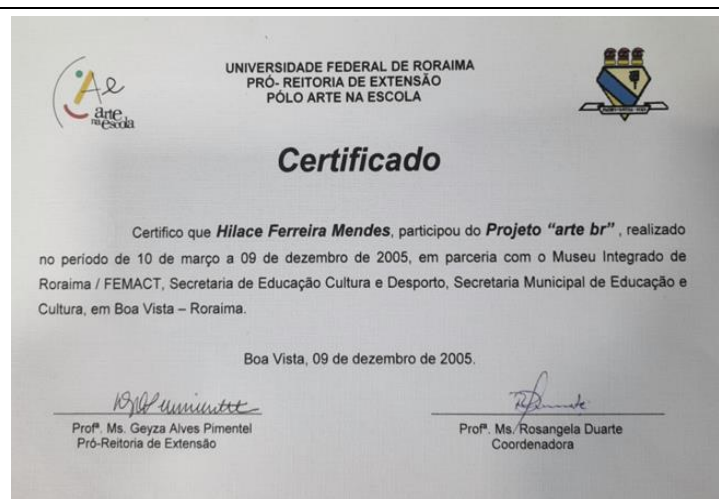 Ae
arte
na escola
UNIVERSIDADE FEDERAL DE RORAIMA
PRÓ- REITORIA DE EXTENSÃO
PÓLO ARTE NA ESCOLA
Certificado
Certifico que Hilace Ferreira Mendes, participou do Projeto “arte br” , realizado
no período de 10 de março a 09 de dezembro de 2005, em parceria com o Museu Integrado de
Roraima / FEMACT, Secretaria de Educação Cultura e Desporto, Secretaria Municipal de Educação e
Cultura, em Boa Vista – Roraima.
Boa Vista, 09 de dezembro de 2005.
Profª. Ms. Geyza Alves Pimentel
Pró-Reitoria de Extensão
Profª. Ms. Rosangela Duarte
Coordenadora